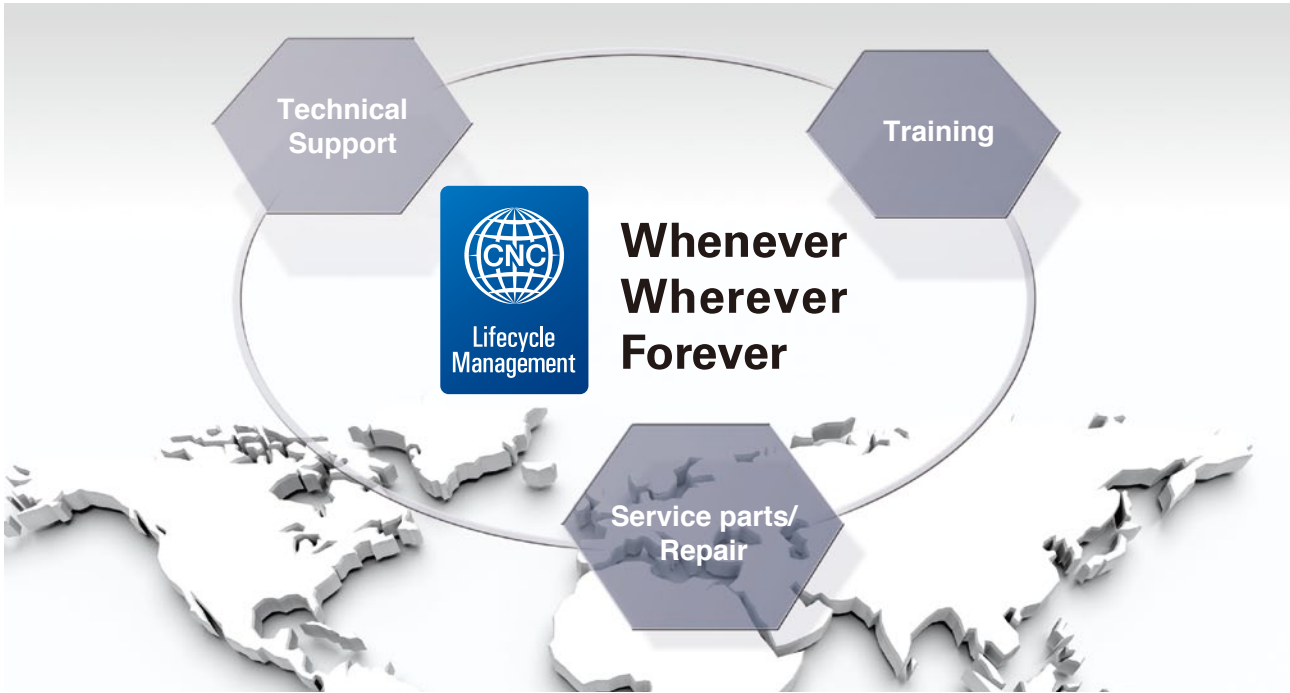 Technical
Support
Training
CNC
Lifecycle
Management
Whenever
Wherever
Forever
Service parts/
Repair